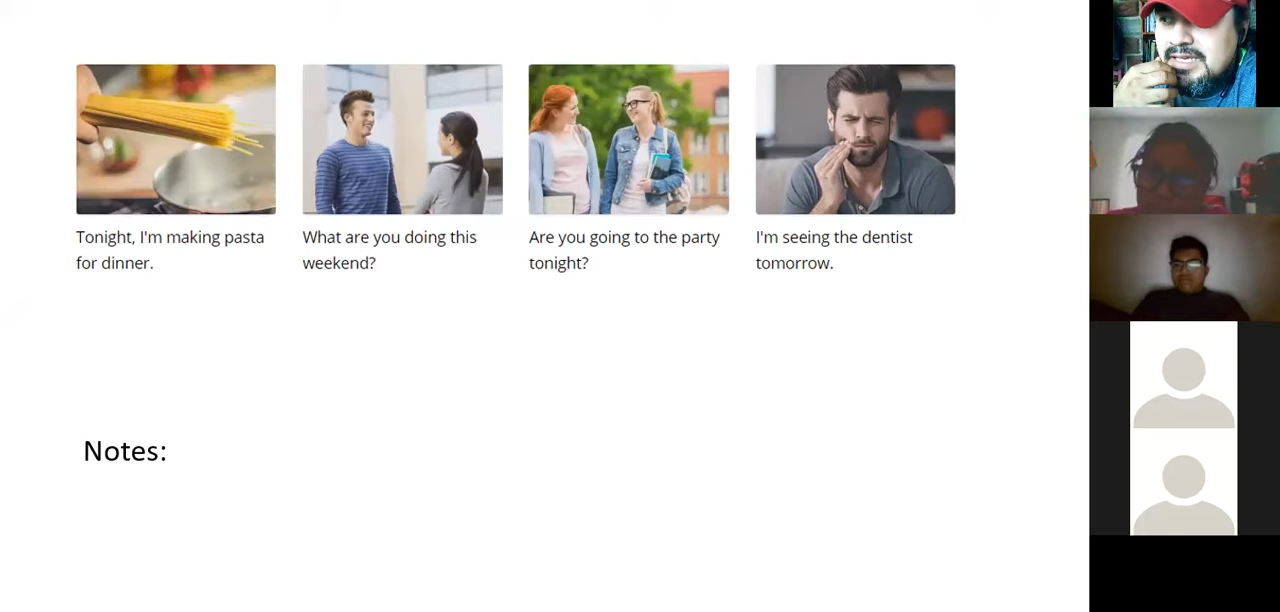 Tonight, I'm making pasta
for dinner.
What are you doing this
weekend?
Are you going to the party
tonight?
I'm seeing the dentist
tomorrow.
Notes: